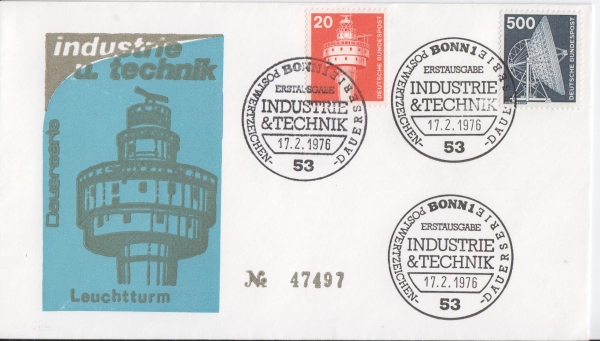 industrie
u. technik
Dauerserie
Leuchtturm
20
DEUTSCHE BUNDESPOST
500
DEUTSCHE BUNDESPOST
POSTWERTZEICHEN- BONN 1 -DAUERSERIE
ERSTAUSGABE
INDUSTRIE
&TECHNIK
17.2.1976
53
POSTWERTZEICHEN- BONN 1 -DAUERSERIE
ERSTAUSGABE
INDUSTRIE
&TECHNIK
17.2.1976
53
POSTWERTZEICHEN- BONN 1 -DAUERSERIE
ERSTAUSGABE
INDUSTRIE
&TECHNIK
17.2.1976
53
№ 47497